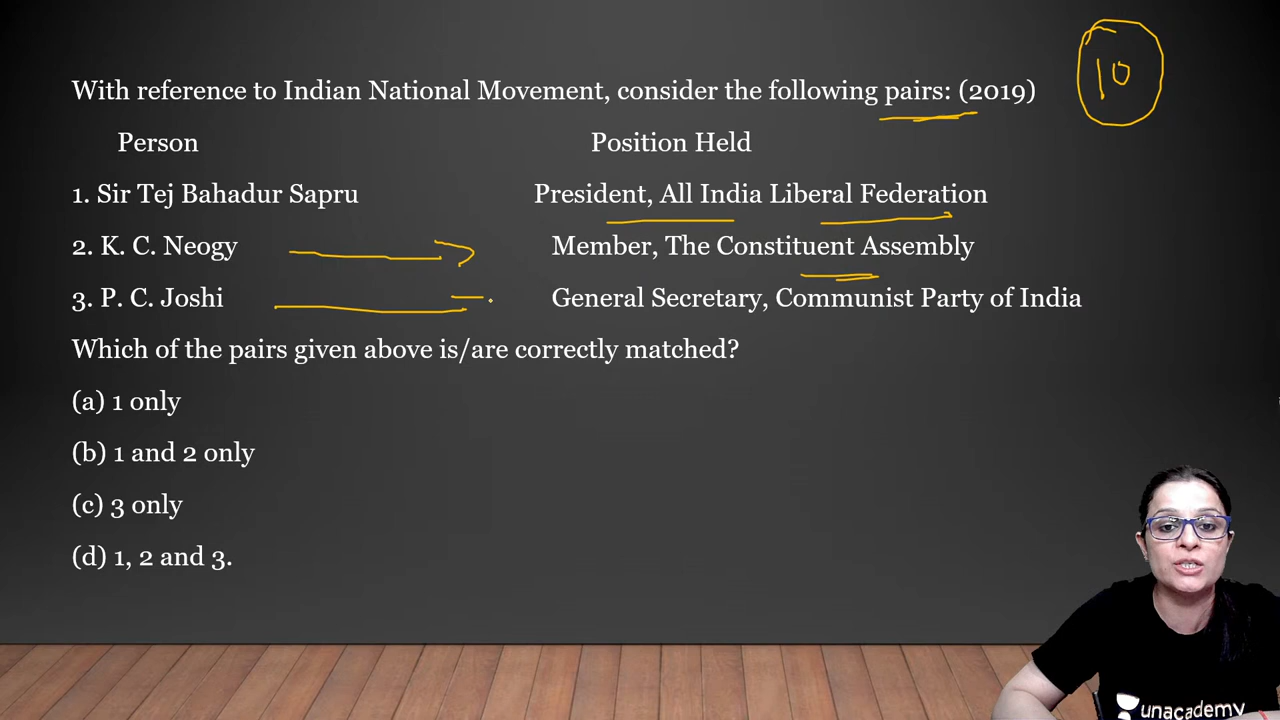 With reference to Indian National Movement, consider the following pairs: (2019)
10
Person Position Held
1. Sir Tej Bahadur Sapru President, All India Liberal Federation
2. K. C. Neogy Member, The Constituent Assembly
3. P. C. Joshi General Secretary, Communist Party of India
Which of the pairs given above is/are correctly matched?
(a) 1 only
(b) 1 and 2 only
(c) 3 only
(d) 1, 2 and 3.
unacademy